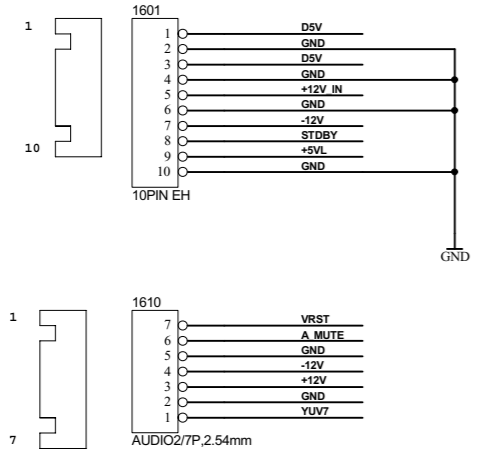 1601
1
1 D5V
2 GND
3 D5V
4 GND
5 +12V_IN
6 GND
7 -12V
8 STDBY
10
9 +5VL
10 GND
10PIN EH
GND
1610
1
7 VRST
6 A_MUTE
5 GND
4 -12V
3 +12V
2 GND
1 YUV7
7
AUDIO2/7P,2.54mm